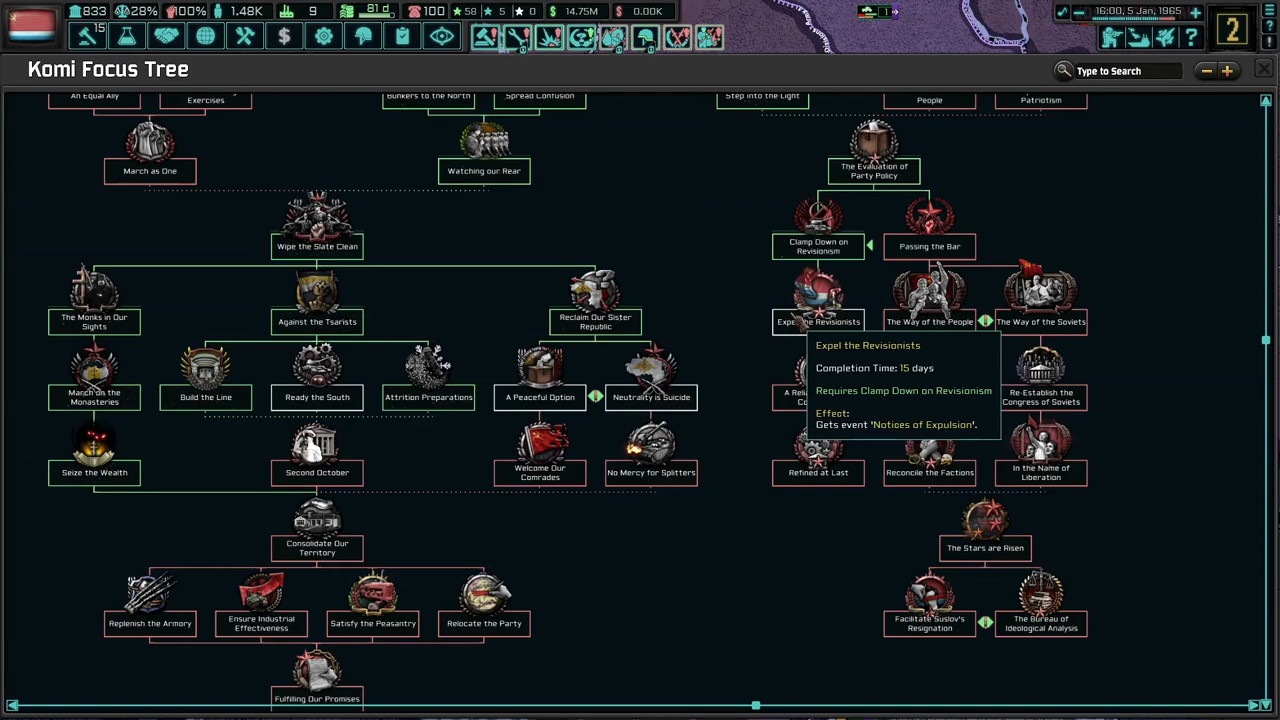 833 28% 100% 1.48K 9 81 d 100 58 5 0 $ 14.75M $ 0.00K 1 16:00, 5 Jan, 1965 2
15
Komi Focus Tree
Type to Search
An Equal Ally
Exercises
Bunkers to the North
Spread Confusion
Step into the Light
People
Patriotism
March as One
Watching our Rear
The Evaluation of
Party Policy
Wipe the Slate Clean
Clamp Down on
Revisionism
Passing the Bar
The Monks in Our
Sights
Against the Tsarists
Reclaim Our Sister
Republic
Expel the Revisionists
The Way of the People
The Way of the Soviets
Expel the Revisionists
Completion Time: 15 days
Requires Clamp Down on Revisionism
Effect:
Gets event 'Notices of Expulsion'.
March on the
Monasteries
Build the Line
Ready the South
Attrition Preparations
A Peaceful Option
Neutrality is Suicide
Re-Establish the
Congress of Soviets
Seize the Wealth
Second October
Welcome Our
Comrades
No Mercy for Splitters
Refined at Last
Reconcile the Factions
In the Name of
Liberation
Consolidate Our
Territory
The Stars are Risen
Replenish the Armory
Ensure Industrial
Effectiveness
Satisfy the Peasantry
Relocate the Party
Facilitate Suslov's
Resignation
The Bureau of
Ideological Analysis
Fulfilling Our Promises